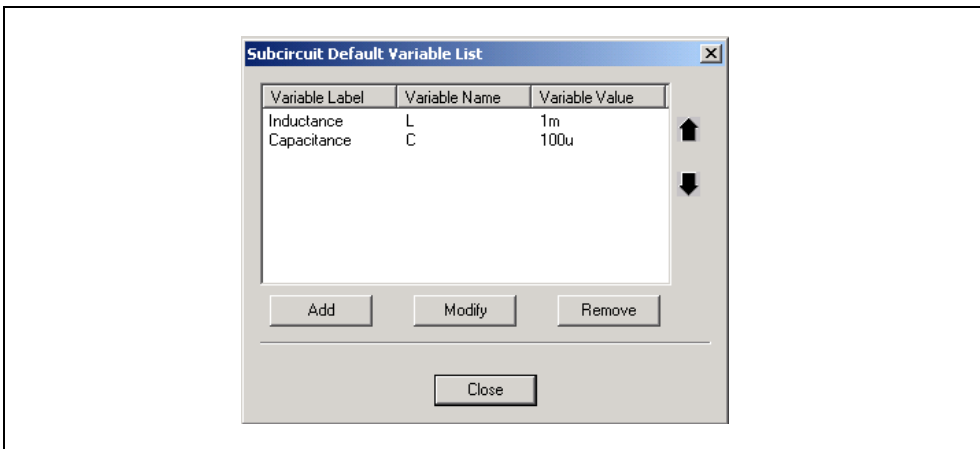 Subcircuit Default Variable List
Variable Label Variable Name Variable Value
Inductance L 1m
Capacitance C 100u
Add Modify Remove
Close